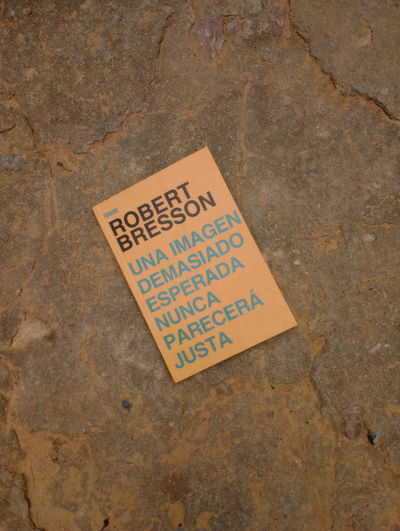 ROBERT
BRESSON
UNA IMAGEN
DEMASIADO
ESPERADA
NUNCA
PARECERÁ
JUSTA